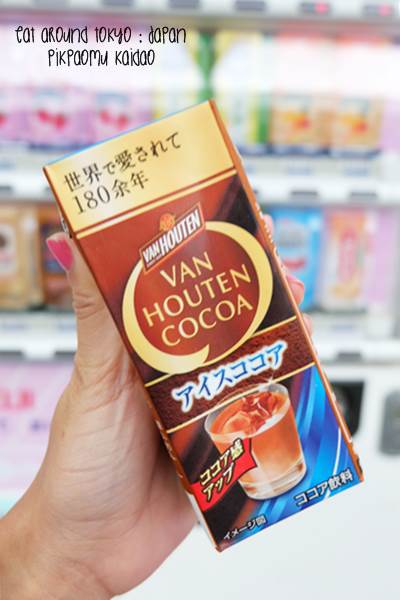 eat around tokyo : Japan
Pikpaomy kaidao
世界で愛されて
180余年
VAN HOUTEN
VAN
HOUTEN
COCOA
アイスココア
ココア感
アップ
イメージ図
ココア飲料